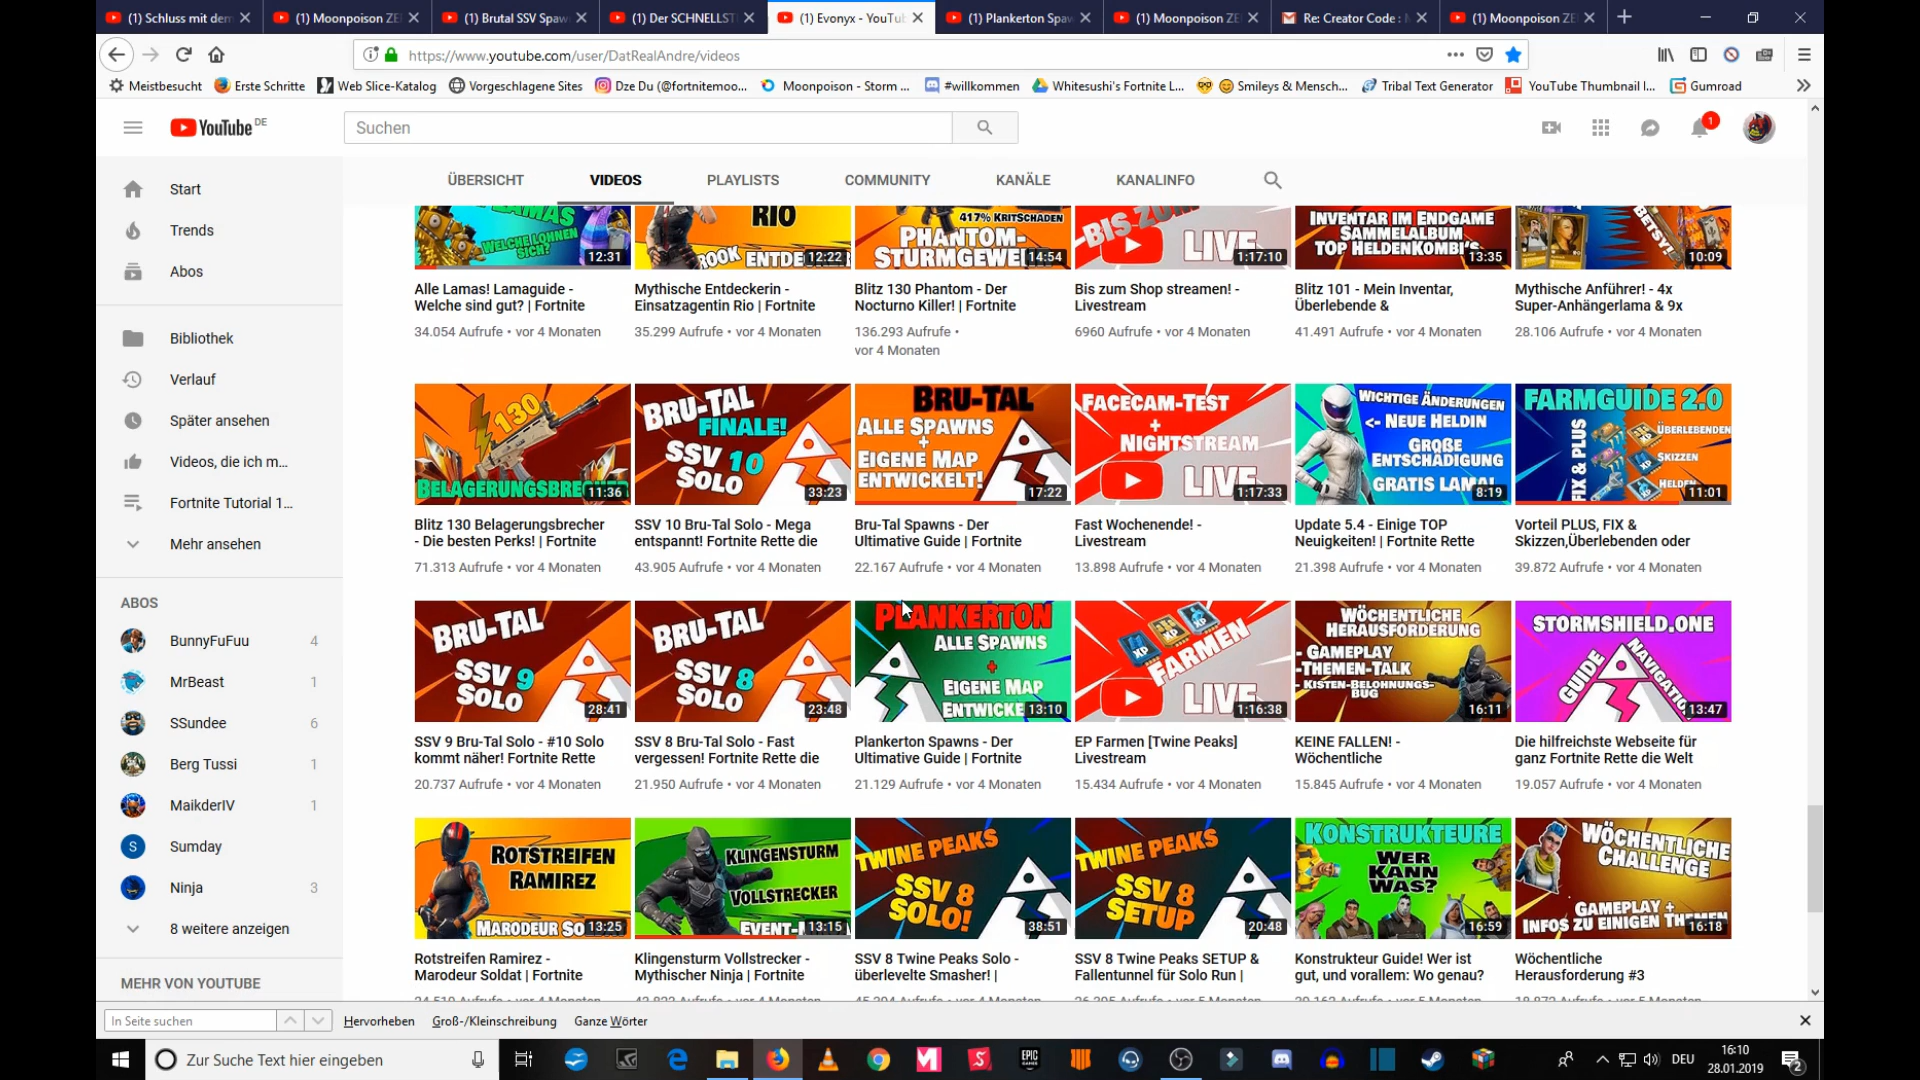 (1) Schluss mit dem
(1) Moonpoison ZE
(1) Brutal SSV Spaw
(1) Der SCHNELLST
(1) Evonyx - YouTu
(1) Plankerton Spaw
(1) Moonpoison ZE
Re: Creator Code :
(1) Moonpoison ZE
https://www.youtube.com/user/DatRealAndre/videos
Meistbesucht
Erste Schritte
Web Slice-Katalog
Vorgeschlagene Sites
Dze Du (@fortnitemoo...
Moonpoison - Storm ...
#willkommen
Whitesushi's Fortnite L...
Smileys & Mensch...
Tribal Text Generator
YouTube Thumbnail I...
Gumroad
YouTube DE
Suchen
1
ÜBERSICHT
VIDEOS
PLAYLISTS
COMMUNITY
KANÄLE
KANALINFO
Start
Trends
Abos
Bibliothek
Verlauf
Später ansehen
Videos, die ich m...
Fortnite Tutorial 1...
Mehr ansehen
ABOS
BunnyFuFuu 4
MrBeast 1
SSundee 6
Berg Tussi 1
MaikderIV 1
S Sumday
Ninja 3
8 weitere anzeigen
MEHR VON YOUTUBE
LAMAS
WELCHE LOHNEN
SICH?
12:31
RIO
ROOK ENTDE
12:22
417% KRITSCHADEN
PHANTOM-
STURMGEWE
14:54
BIS ZUM
LIVE
1:17:10
INVENTAR IM ENDGAME
SAMMELALBUM
TOP HELDENKOMBI'S
13:35
BETSY!
10:09
Alle Lamas! Lamaguide -
Welche sind gut? | Fortnite
34.054 Aufrufe • vor 4 Monaten
Mythische Entdeckerin -
Einsatzagentin Rio | Fortnite
35.299 Aufrufe • vor 4 Monaten
Blitz 130 Phantom - Der
Nocturno Killer! | Fortnite
136.293 Aufrufe •
vor 4 Monaten
Bis zum Shop streamen! -
Livestream
6960 Aufrufe • vor 4 Monaten
Blitz 101 - Mein Inventar,
Überlebende &
41.491 Aufrufe • vor 4 Monaten
Mythische Anführer! - 4x
Super-Anhängerlama & 9x
28.106 Aufrufe • vor 4 Monaten
130
BELAGERUNGSBRE
11:36
BRU-TAL
FINALE!
SSV 10
SOLO
33:23
BRU-TAL
ALLE SPAWNS
+
EIGENE MAP
ENTWICKELT!
17:22
FACECAM-TEST
+
NIGHTSTREAM
LIVE
1:17:33
WICHTIGE ÄNDERUNGEN
<- NEUE HELDIN
GROßE
ENTSCHÄDIGUNG
GRATIS LAMA!
8:19
FARMGUIDE 2.0
FIX & PLUS
ÜBERLEBENDEN
SKIZZEN
HELDEN
11:01
Blitz 130 Belagerungsbrecher
- Die besten Perks! | Fortnite
71.313 Aufrufe • vor 4 Monaten
SSV 10 Bru-Tal Solo - Mega
entspannt! Fortnite Rette die
43.905 Aufrufe • vor 4 Monaten
Bru-Tal Spawns - Der
Ultimative Guide | Fortnite
22.167 Aufrufe • vor 4 Monaten
Fast Wochenende! -
Livestream
13.898 Aufrufe • vor 4 Monaten
Update 5.4 - Einige TOP
Neuigkeiten! | Fortnite Rette
21.398 Aufrufe • vor 4 Monaten
Vorteil PLUS, FIX &
Skizzen,Überlebenden oder
39.872 Aufrufe • vor 4 Monaten
BRU-TAL
SSV 9
SOLO
28:41
BRU-TAL
SSV 8
SOLO
23:48
PLANKERTON
ALLE SPAWNS
+
EIGENE MAP
ENTWICKE
13:10
XP
XP
XP
FARMEN
LIVE
1:16:38
WÖCHENTLICHE
HERAUSFORDERUNG
- GAMEPLAY
-THEMEN-TALK
- KISTEN-BELOHNUNGS-
BUG
16:11
STORMSHIELD.ONE
GUIDE
NAVIGATION
13:47
SSV 9 Bru-Tal Solo - #10 Solo
kommt näher! Fortnite Rette
20.737 Aufrufe • vor 4 Monaten
SSV 8 Bru-Tal Solo - Fast
vergessen! Fortnite Rette die
21.950 Aufrufe • vor 4 Monaten
Plankerton Spawns - Der
Ultimative Guide | Fortnite
21.129 Aufrufe • vor 4 Monaten
EP Farmen [Twine Peaks]
Livestream
15.434 Aufrufe • vor 4 Monaten
KEINE FALLEN! -
Wöchentliche
15.845 Aufrufe • vor 4 Monaten
Die hilfreichste Webseite für
ganz Fortnite Rette die Welt
19.057 Aufrufe • vor 4 Monaten
ROTSTREIFEN
RAMIREZ
MARODEUR SO
13:25
KLINGENSTURM
VOLLSTRECKER
EVENT-
13:15
TWINE PEAKS
SSV 8
SOLO!
38:51
TWINE PEAKS
SSV 8
SETUP
20:48
KONSTRUKTEURE
WER
KANN
WAS?
16:59
WÖCHENTLICHE
CHALLENGE
GAMEPLAY +
INFOS ZU EINIGEN THEMEN
16:18
Rotstreifen Ramirez -
Marodeur Soldat | Fortnite
Klingensturm Vollstrecker -
Mythischer Ninja | Fortnite
SSV 8 Twine Peaks Solo -
überlevelte Smasher! |
SSV 8 Twine Peaks SETUP &
Fallentunnel für Solo Run |
Konstrukteur Guide! Wer ist
gut, und vorallem: Wo genau?
Wöchentliche
Herausforderung #3
In Seite suchen
Hervorheben
Groß-/Kleinschreibung
Ganze Wörter
Zur Suche Text hier eingeben
EPIC
GAMES
DEU
16:10
28.01.2019
2